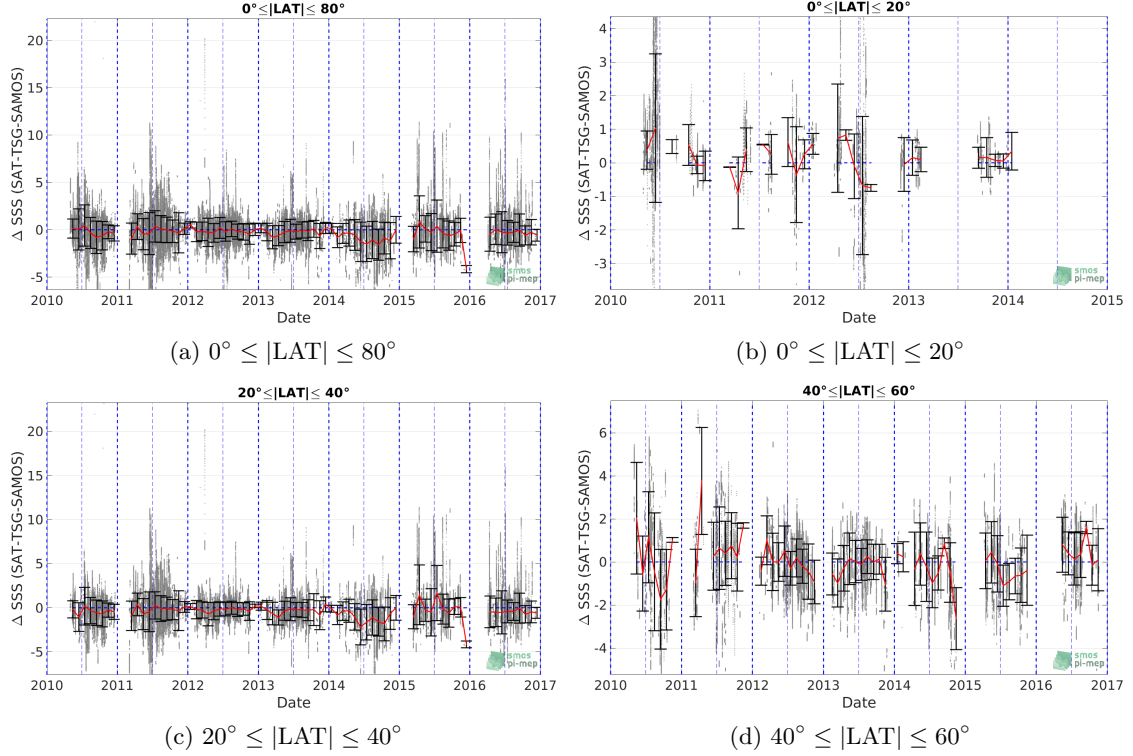 0°≤|LAT|≤ 80°
Δ SSS (SAT-TSG-SAMOS)
20
15
10
5
0
-5
2010 2011 2012 2013 2014 2015 2016 2017
Date
smos
pi-mep
(a) 0° ≤ |LAT| ≤ 80°
0°≤|LAT|≤ 20°
Δ SSS (SAT-TSG-SAMOS)
4
3
2
1
0
-1
-2
-3
2010 2011 2012 2013 2014 2015
Date
smos
pi-mep
(b) 0° ≤ |LAT| ≤ 20°
20°≤|LAT|≤ 40°
Δ SSS (SAT-TSG-SAMOS)
20
15
10
5
0
-5
2010 2011 2012 2013 2014 2015 2016 2017
Date
smos
pi-mep
(c) 20° ≤ |LAT| ≤ 40°
40°≤|LAT|≤ 60°
Δ SSS (SAT-TSG-SAMOS)
6
4
2
0
-2
-4
2010 2011 2012 2013 2014 2015 2016 2017
Date
smos
pi-mep
(d) 40° ≤ |LAT| ≤ 60°